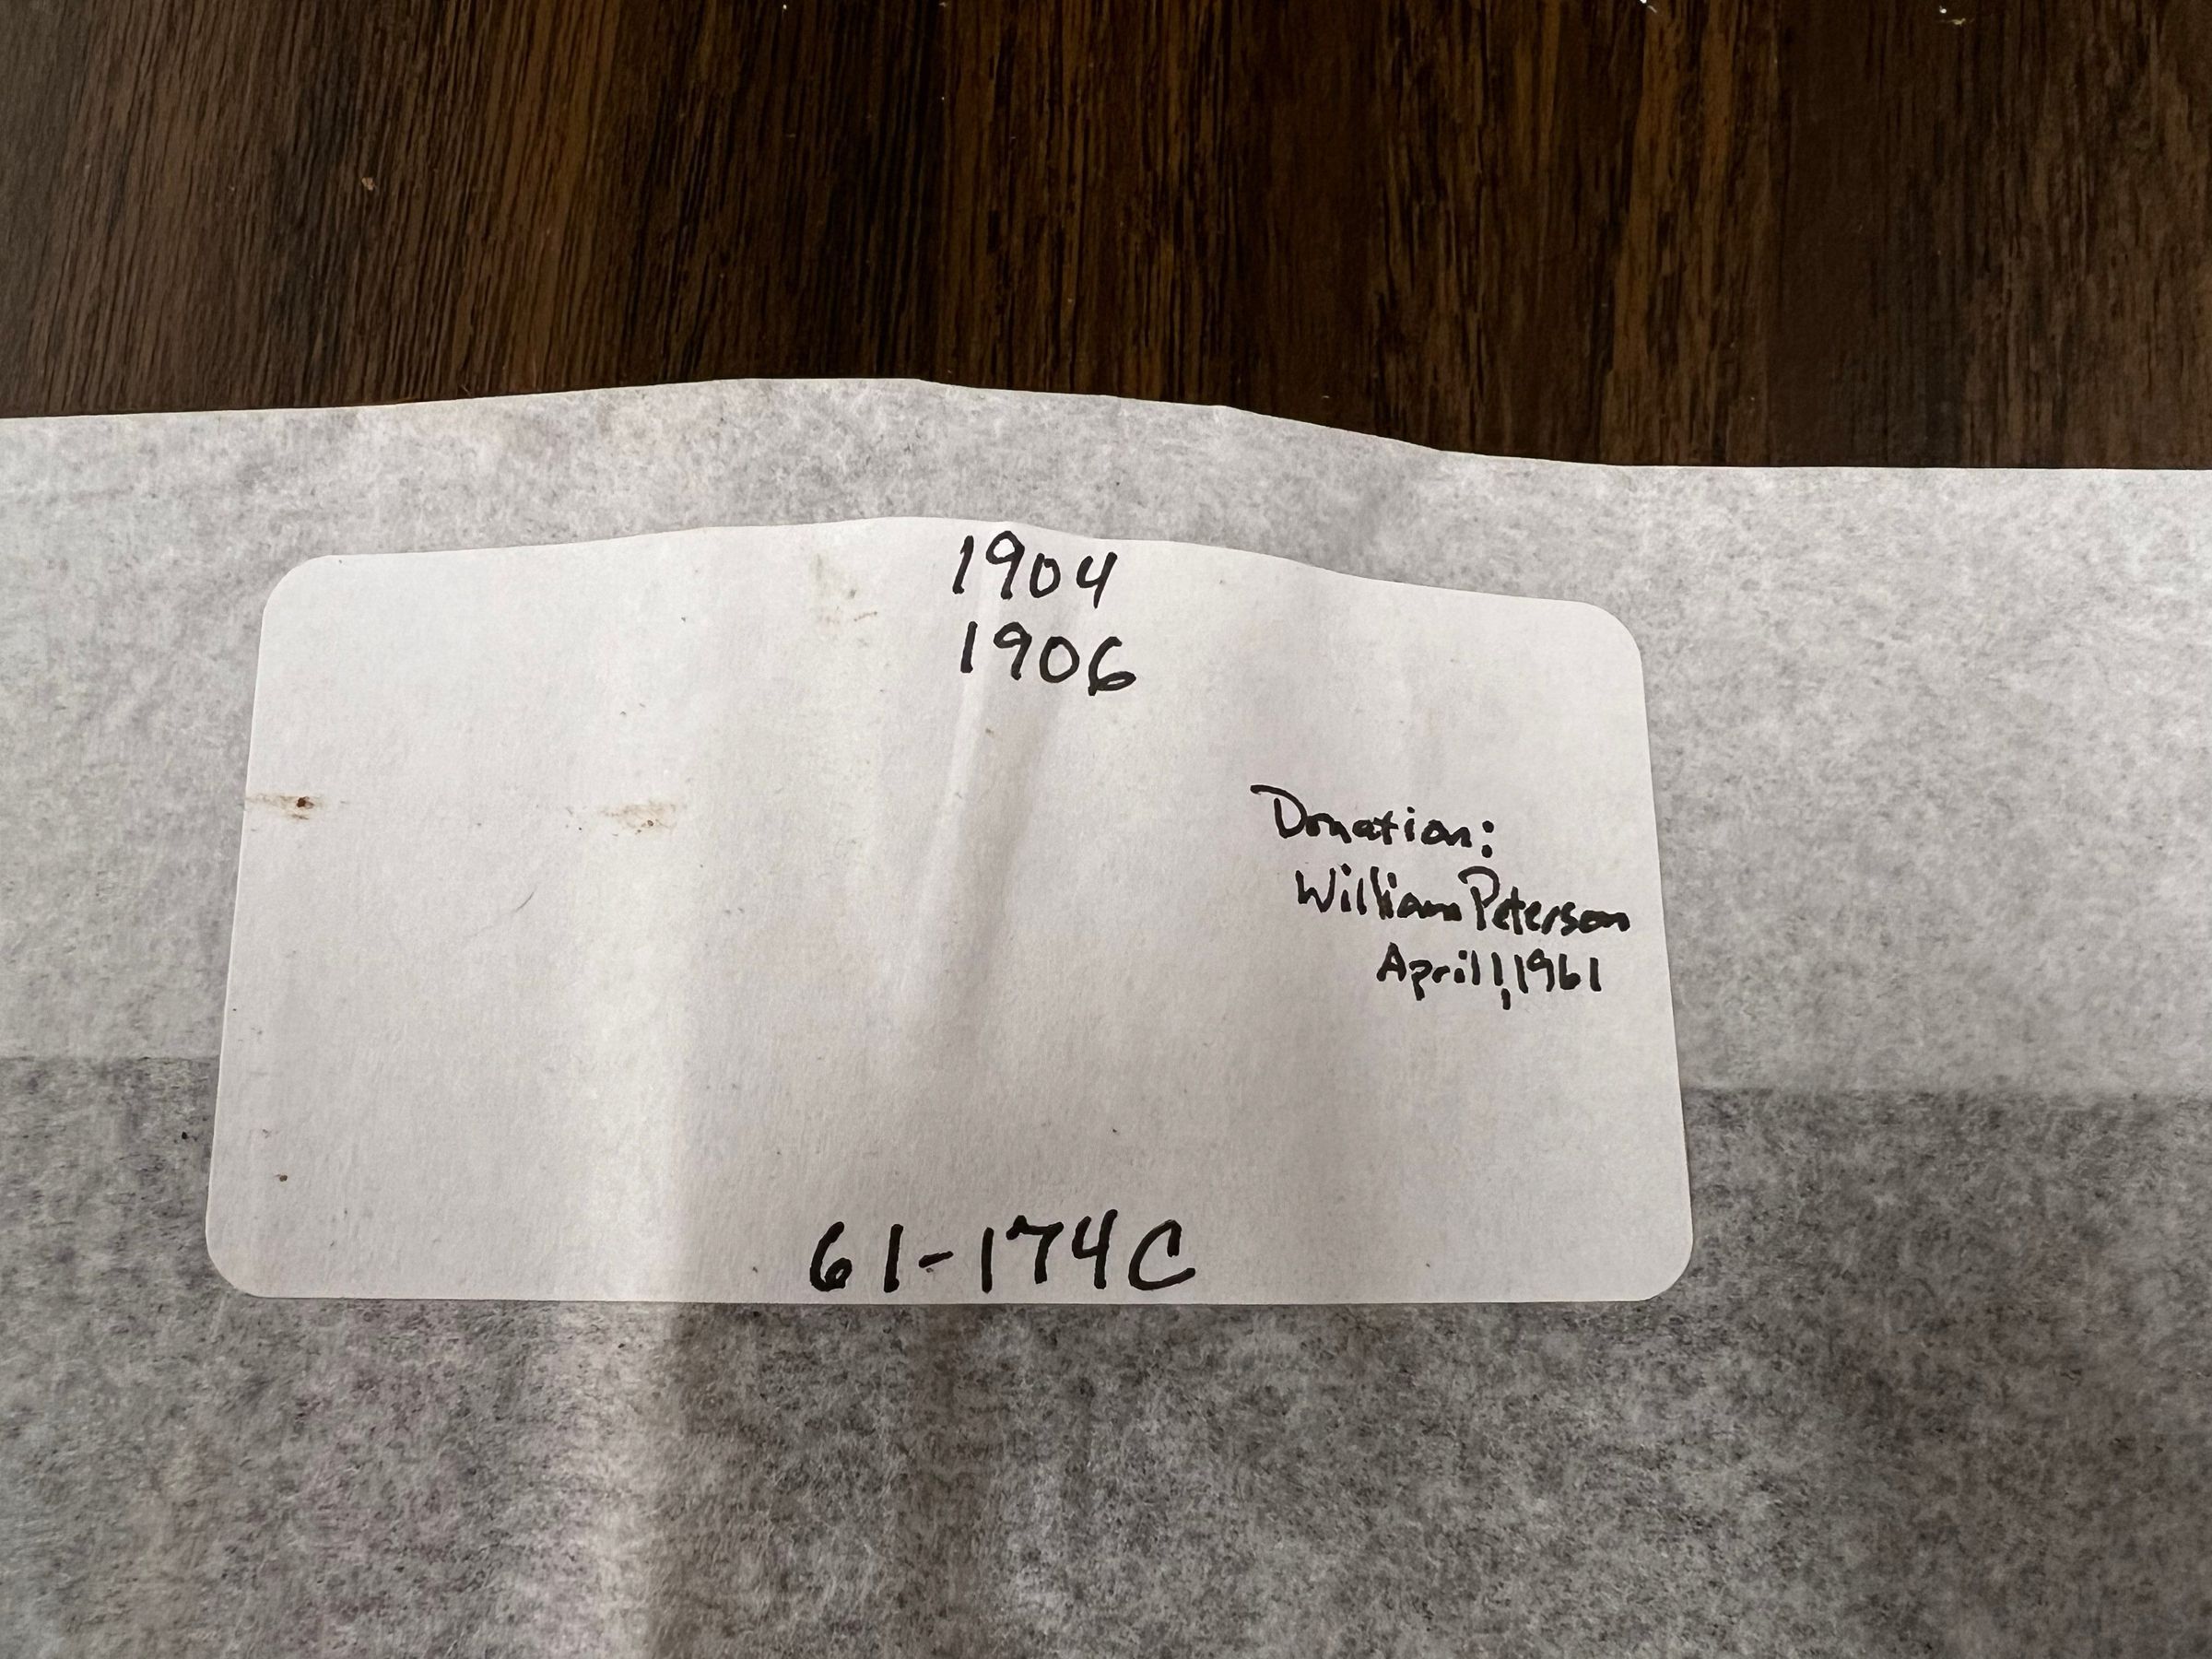 1904
1906
Donation:
William Peterson
April 1, 1961
61-174C